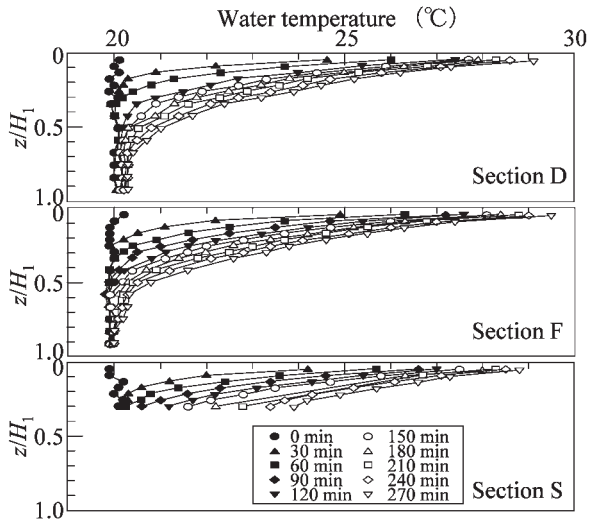 Water temperature (℃)
20 25 30
0
0.5
1.0
z/H1
Section D
0
0.5
1.0
z/H1
Section F
0
0.5
1.0
z/H1
Section S
0 min 150 min
30 min 180 min
60 min 210 min
90 min 240 min
120 min 270 min